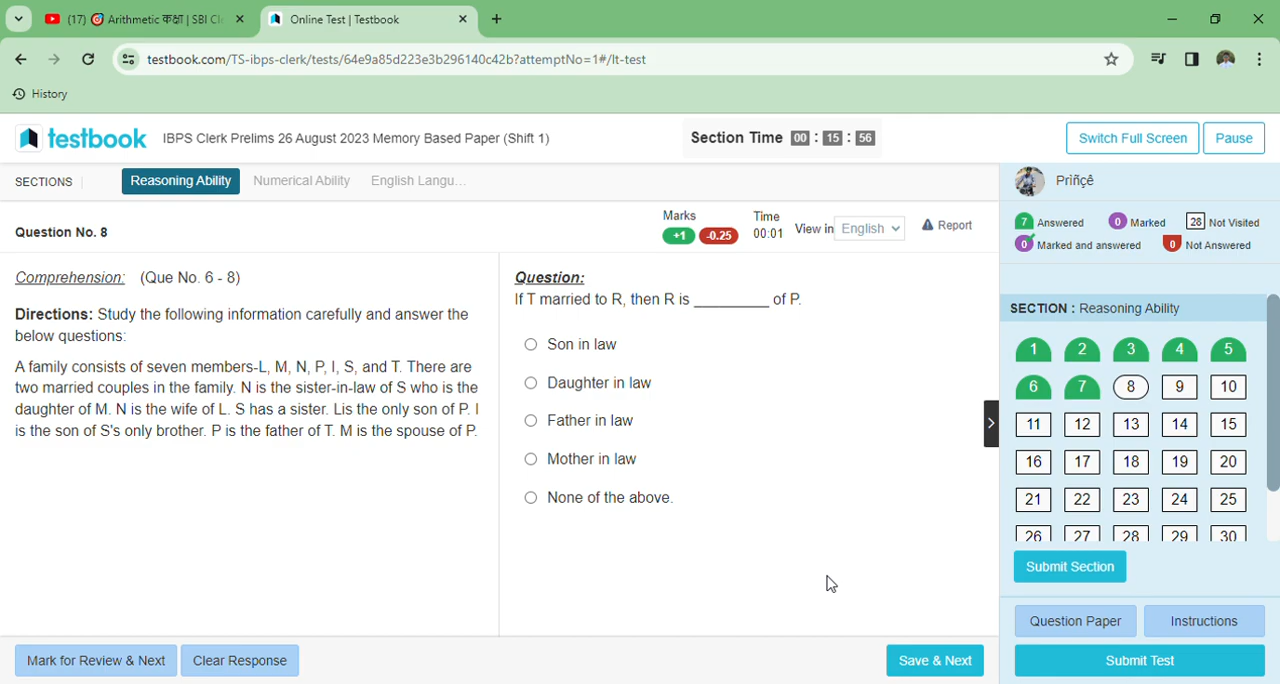 (17) 🎯 Arithmetic कक्षा | SBI Cl
Online Test | Testbook
testbook.com/TS-ibps-clerk/tests/64e9a85d223e3b296140c42b?attemptNo=1#/lt-test
History
testbook
IBPS Clerk Prelims 26 August 2023 Memory Based Paper (Shift 1)
Section Time 00 : 15 : 56
Switch Full Screen
Pause
SECTIONS
Reasoning Ability
Numerical Ability
English Langu...
Priñçê
Question No. 8
Marks
+1 -0.25
Time
00:01
View in English
Report
7 Answered
0 Marked
28 Not Visited
0 Marked and answered
0 Not Answered
Comprehension: (Que No. 6 - 8)
Directions: Study the following information carefully and answer the
below questions:
A family consists of seven members-L, M, N, P, I, S, and T. There are
two married couples in the family. N is the sister-in-law of S who is the
daughter of M. N is the wife of L. S has a sister. Lis the only son of P. I
is the son of S's only brother. P is the father of T. M is the spouse of P.
Question:
If T married to R, then R is _________ of P.
Son in law
Daughter in law
Father in law
Mother in law
None of the above.
SECTION : Reasoning Ability
1 2 3 4 5
6 7 8 9 10
11 12 13 14 15
16 17 18 19 20
21 22 23 24 25
26 27 28 29 30
Submit Section
Question Paper
Instructions
Mark for Review & Next
Clear Response
Save & Next
Submit Test